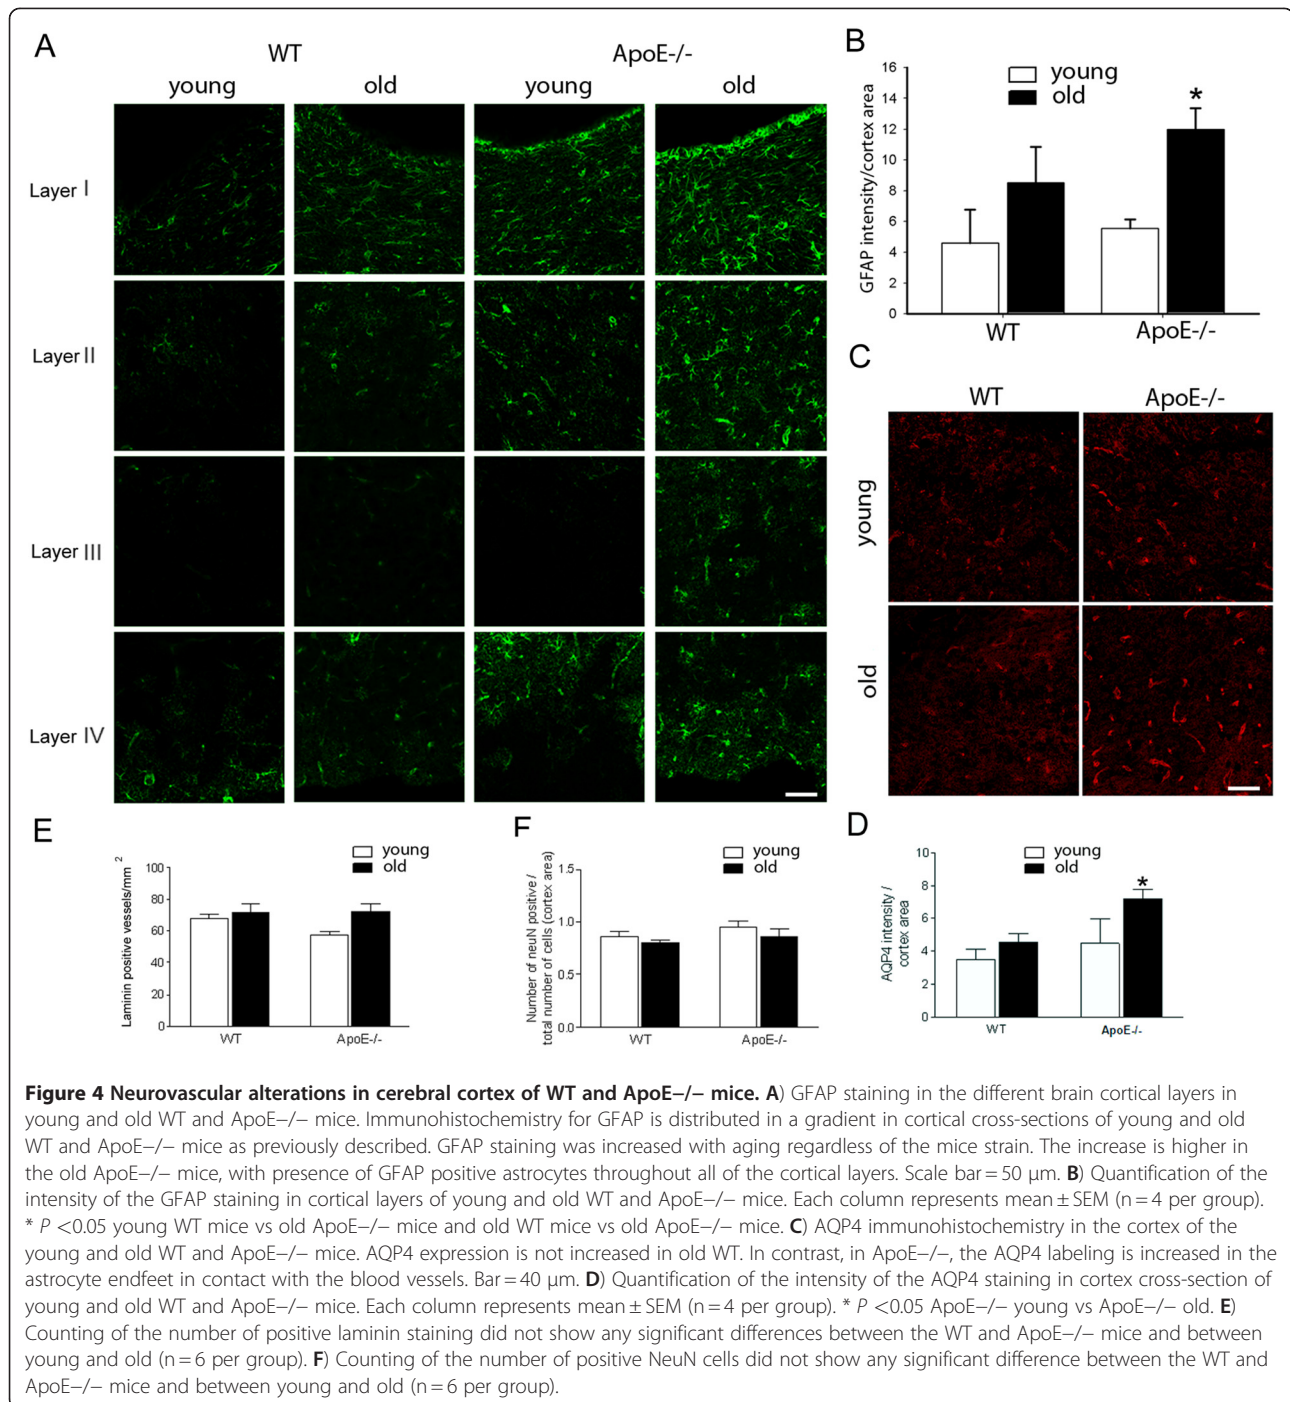 A
WT
ApoE-/-
young
old
young
old
Layer I
Layer II
Layer III
Layer IV
B
young
old
*
GFAP intensity/cortex area
16
14
12
10
8
6
4
2
0
WT
ApoE-/-
C
WT
ApoE-/-
young
old
E
young
old
Laminin positive vessels/mm2
100
80
60
40
20
0
WT
ApoE-/-
F
young
old
Number of neuN positive /
total number of cells (cortex area)
1.5
1.0
0.5
0.0
WT
ApoE-/-
D
young
old
*
AQP4 intensity /
cortex area
10
8
6
4
2
0
WT
ApoE-/-
Figure 4 Neurovascular alterations in cerebral cortex of WT and ApoE−/− mice. A) GFAP staining in the different brain cortical layers in
young and old WT and ApoE−/− mice. Immunohistochemistry for GFAP is distributed in a gradient in cortical cross-sections of young and old
WT and ApoE−/− mice as previously described. GFAP staining was increased with aging regardless of the mice strain. The increase is higher in
the old ApoE−/− mice, with presence of GFAP positive astrocytes throughout all of the cortical layers. Scale bar = 50 μm. B) Quantification of the
intensity of the GFAP staining in cortical layers of young and old WT and ApoE−/− mice. Each column represents mean ± SEM (n = 4 per group).
* P <0.05 young WT mice vs old ApoE−/− mice and old WT mice vs old ApoE−/− mice. C) AQP4 immunohistochemistry in the cortex of the
young and old WT and ApoE−/− mice. AQP4 expression is not increased in old WT. In contrast, in ApoE−/−, the AQP4 labeling is increased in the
astrocyte endfeet in contact with the blood vessels. Bar = 40 μm. D) Quantification of the intensity of the AQP4 staining in cortex cross-section of
young and old WT and ApoE−/− mice. Each column represents mean ± SEM (n = 4 per group). * P <0.05 ApoE−/− young vs ApoE−/− old. E)
Counting of the number of positive laminin staining did not show any significant differences between the WT and ApoE−/− mice and between
young and old (n = 6 per group). F) Counting of the number of positive NeuN cells did not show any significant difference between the WT and
ApoE−/− mice and between young and old (n = 6 per group).